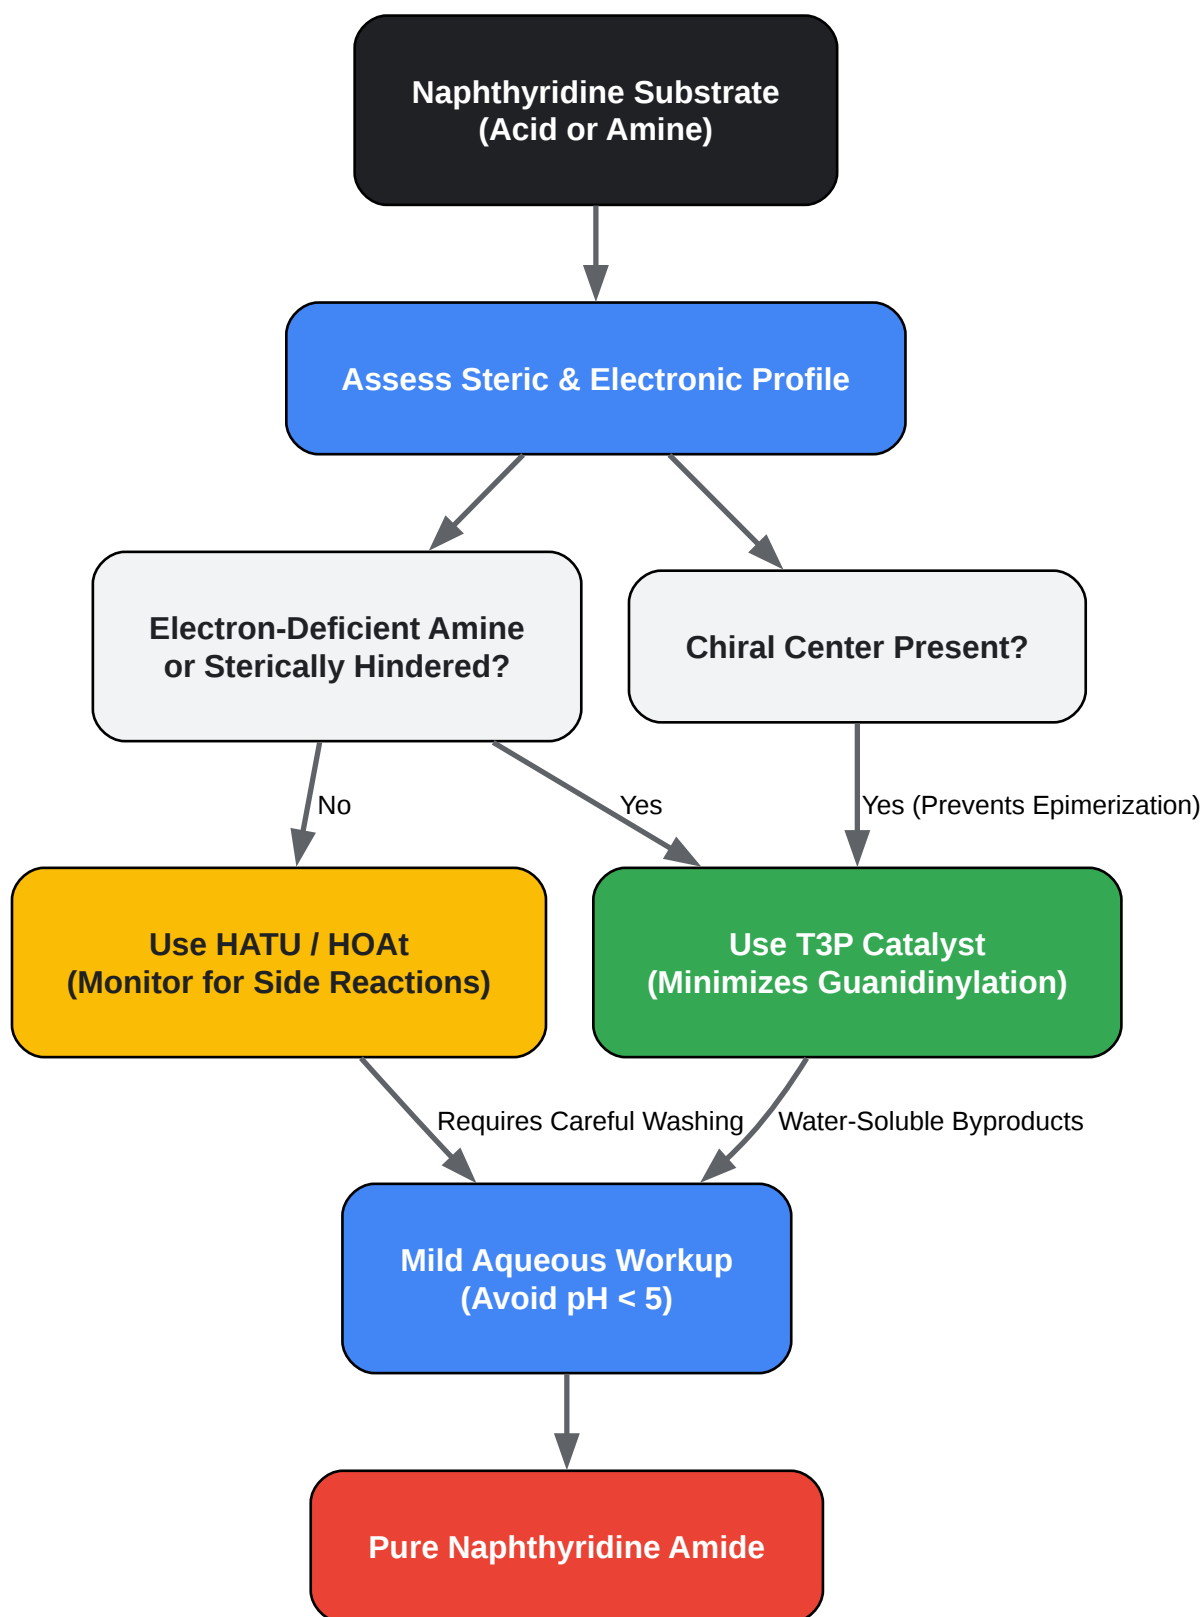 Naphthyridine Substrate
(Acid or Amine)
Assess Steric & Electronic Profile
Electron-Deficient Amine
or Sterically Hindered?
Chiral Center Present?
No
Yes
Yes (Prevents Epimerization)
Use HATU / HOAt
(Monitor for Side Reactions)
Use T3P Catalyst
(Minimizes Guanidinylation)
Requires Careful Washing
Water-Soluble Byproducts
Mild Aqueous Workup
(Avoid pH < 5)
Pure Naphthyridine Amide